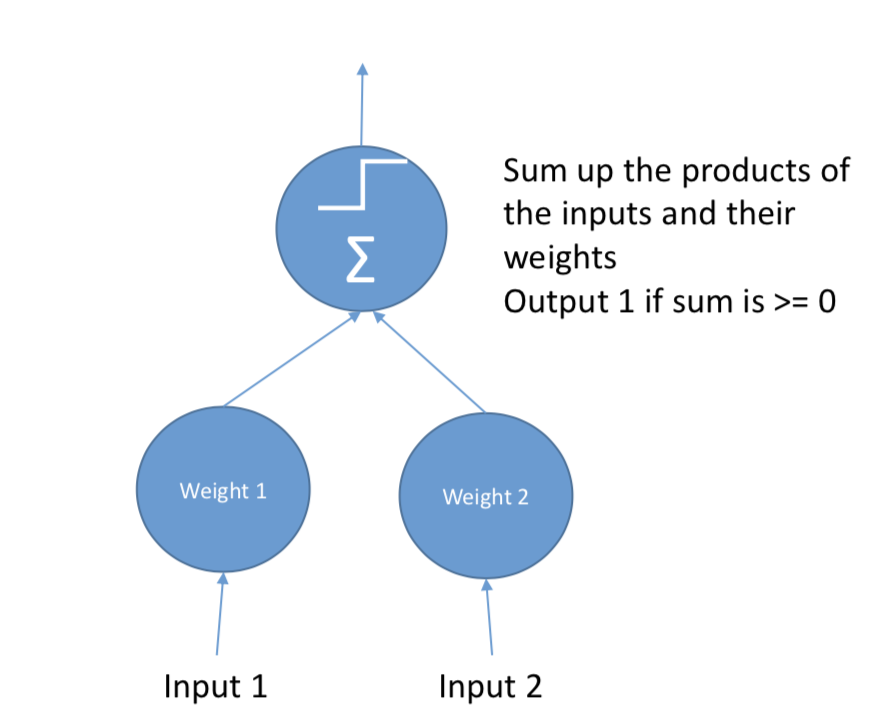 Sum up the products of
the inputs and their
weights
Output 1 if sum is >= 0
Σ
Weight 1
Weight 2
Input 1
Input 2